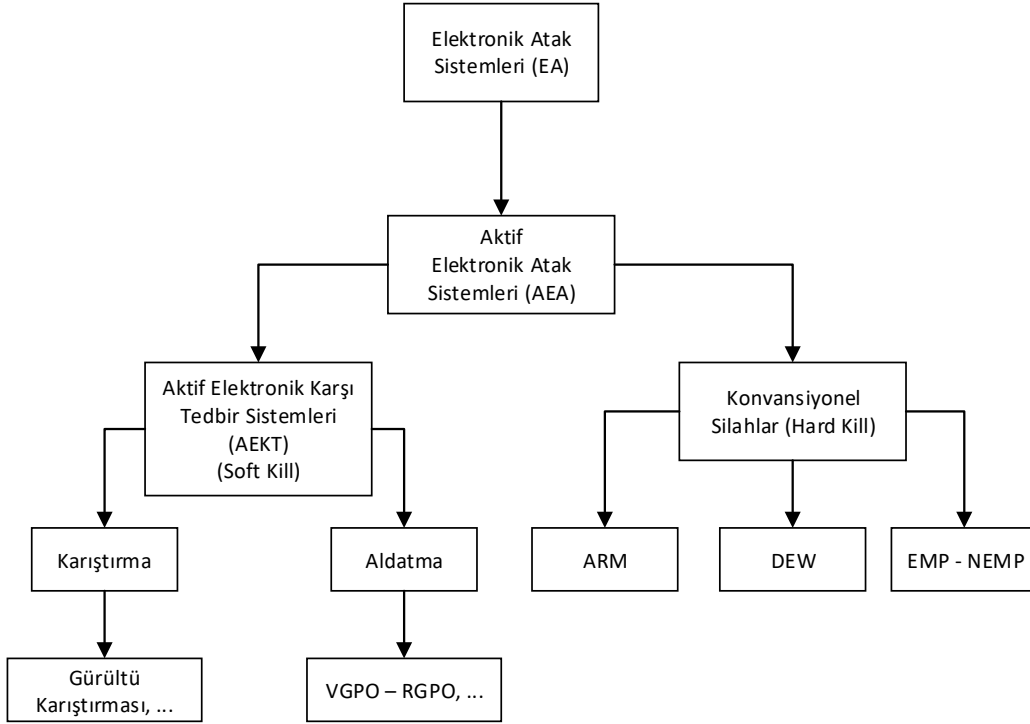 Elektronik Atak
Sistemleri (EA)
Aktif
Elektronik Atak
Sistemleri (AEA)
Aktif Elektronik Karşı
Tedbir Sistemleri
(AEKT)
(Soft Kill)
Konvansiyonel
Silahlar (Hard Kill)
Karıştırma
Aldatma
ARM
DEW
EMP - NEMP
Gürültü
Karıştırması, ...
VGPO – RGPO, ...